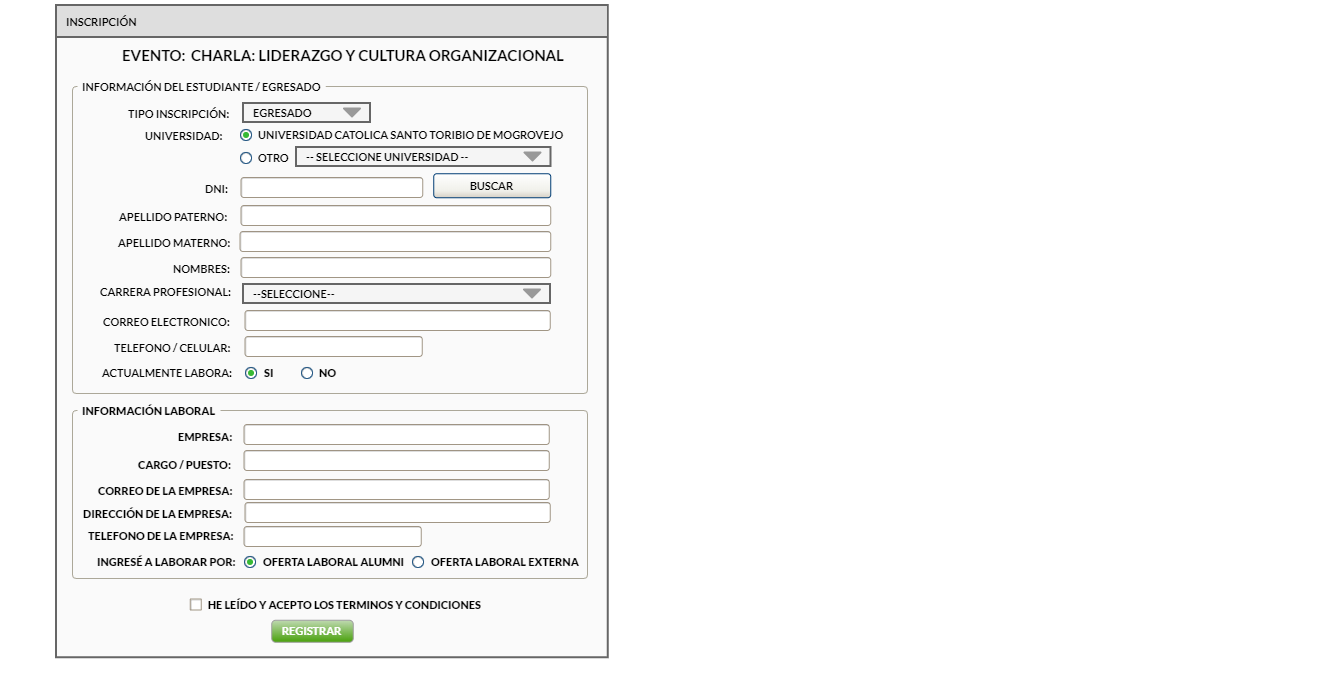 INSCRIPCIÓN
EVENTO: CHARLA: LIDERAZGO Y CULTURA ORGANIZACIONAL
INFORMACIÓN DEL ESTUDIANTE / EGRESADO
TIPO INSCRIPCIÓN: EGRESADO
UNIVERSIDAD: UNIVERSIDAD CATOLICA SANTO TORIBIO DE MOGROVEJO
OTRO -- SELECCIONE UNIVERSIDAD --
DNI: BUSCAR
APELLIDO PATERNO:
APELLIDO MATERNO:
NOMBRES:
CARRERA PROFESIONAL: --SELECCIONE--
CORREO ELECTRONICO:
TELEFONO / CELULAR:
ACTUALMENTE LABORA: SI NO
INFORMACIÓN LABORAL
EMPRESA:
CARGO / PUESTO:
CORREO DE LA EMPRESA:
DIRECCIÓN DE LA EMPRESA:
TELEFONO DE LA EMPRESA:
INGRESÉ A LABORAR POR: OFERTA LABORAL ALUMNI OFERTA LABORAL EXTERNA
HE LEÍDO Y ACEPTO LOS TERMINOS Y CONDICIONES
REGISTRAR